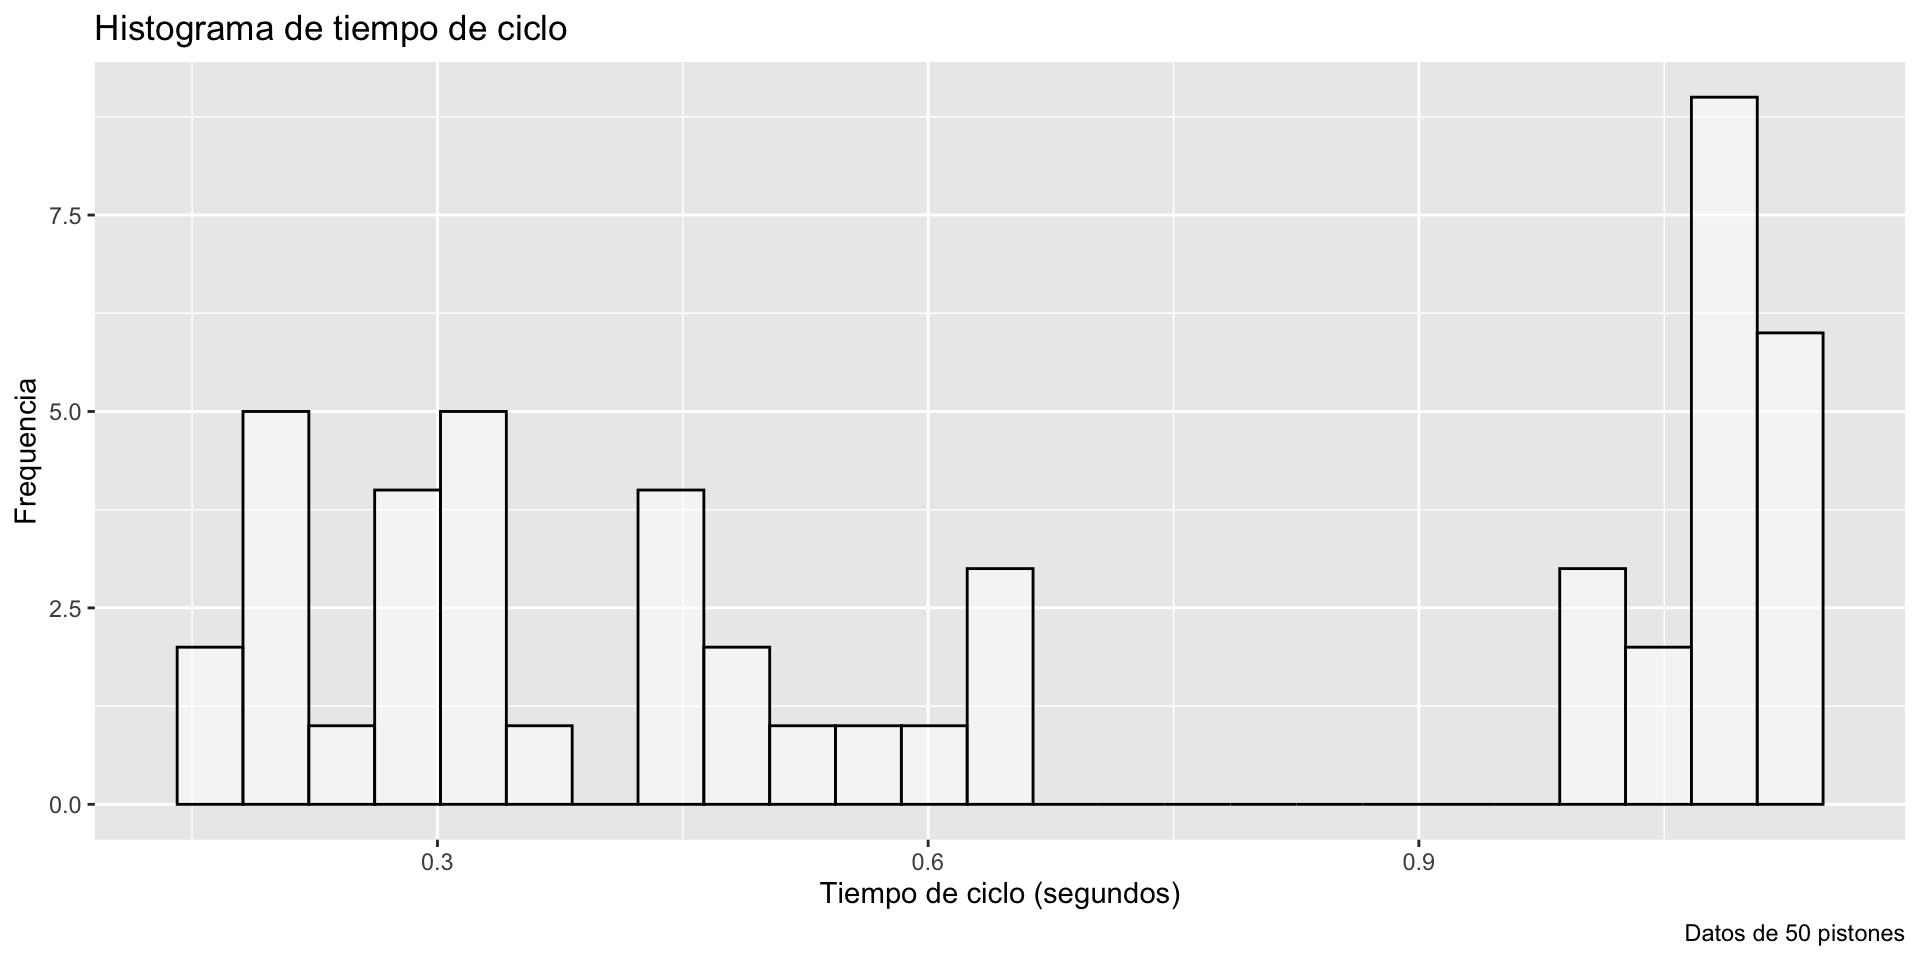 Histograma de tiempo de ciclo
Frequencia
7.5
5.0
2.5
0.0
0.3 0.6 0.9
Tiempo de ciclo (segundos)
Datos de 50 pistones